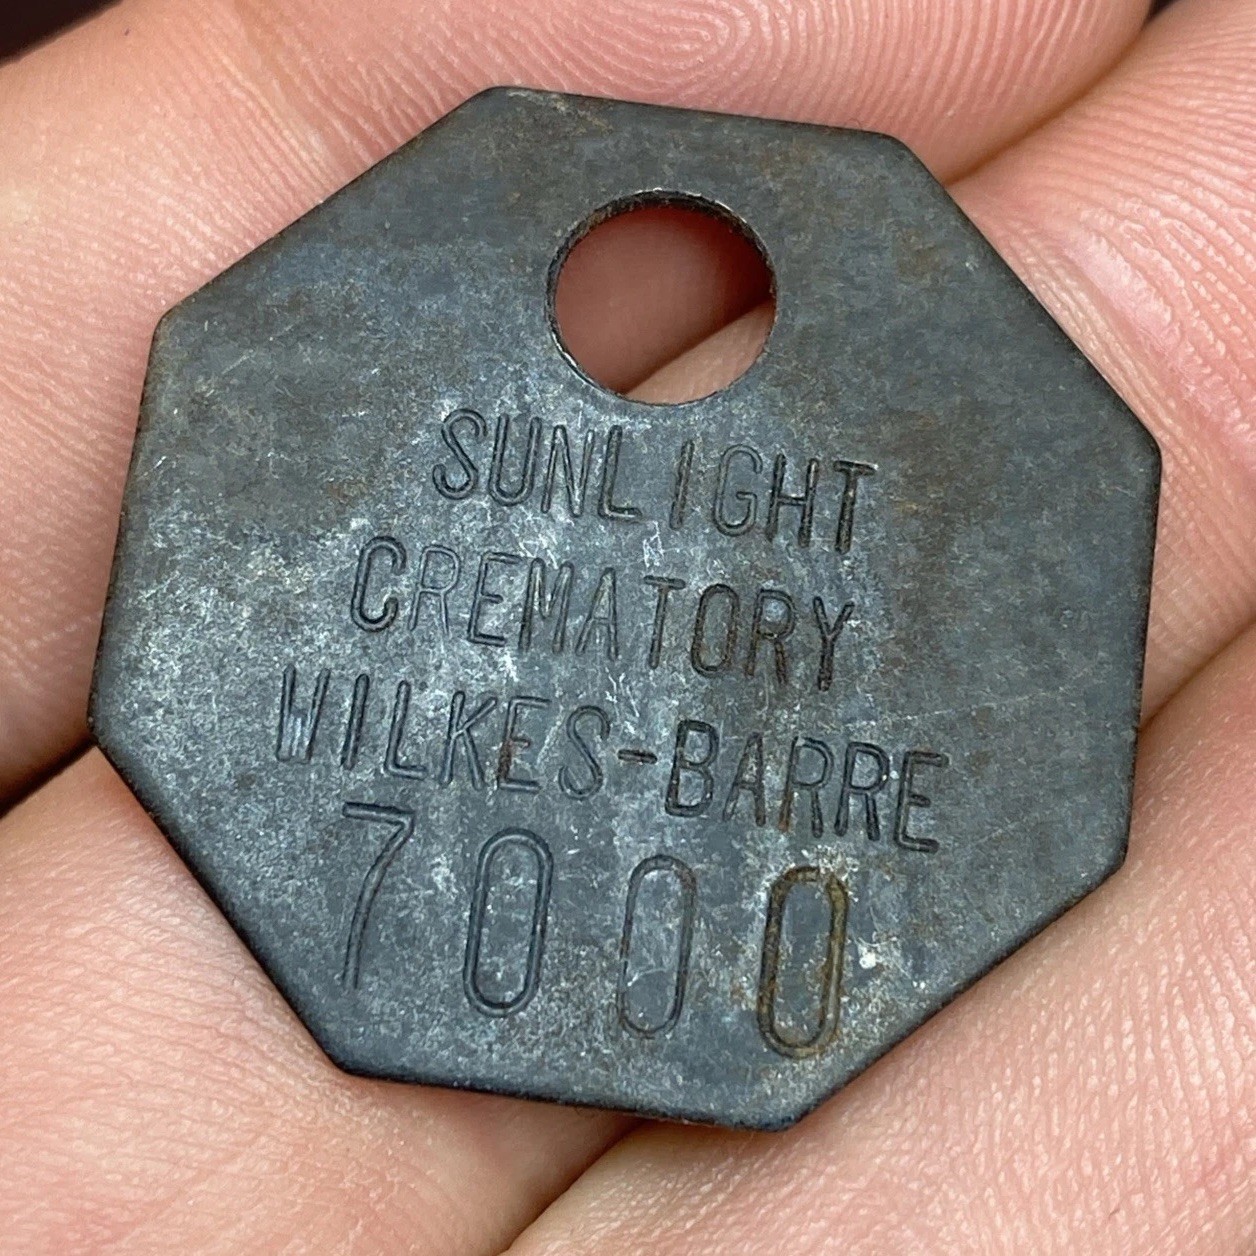 SUNLIGHT
CREMATORY
WILKES-BARRE
7000